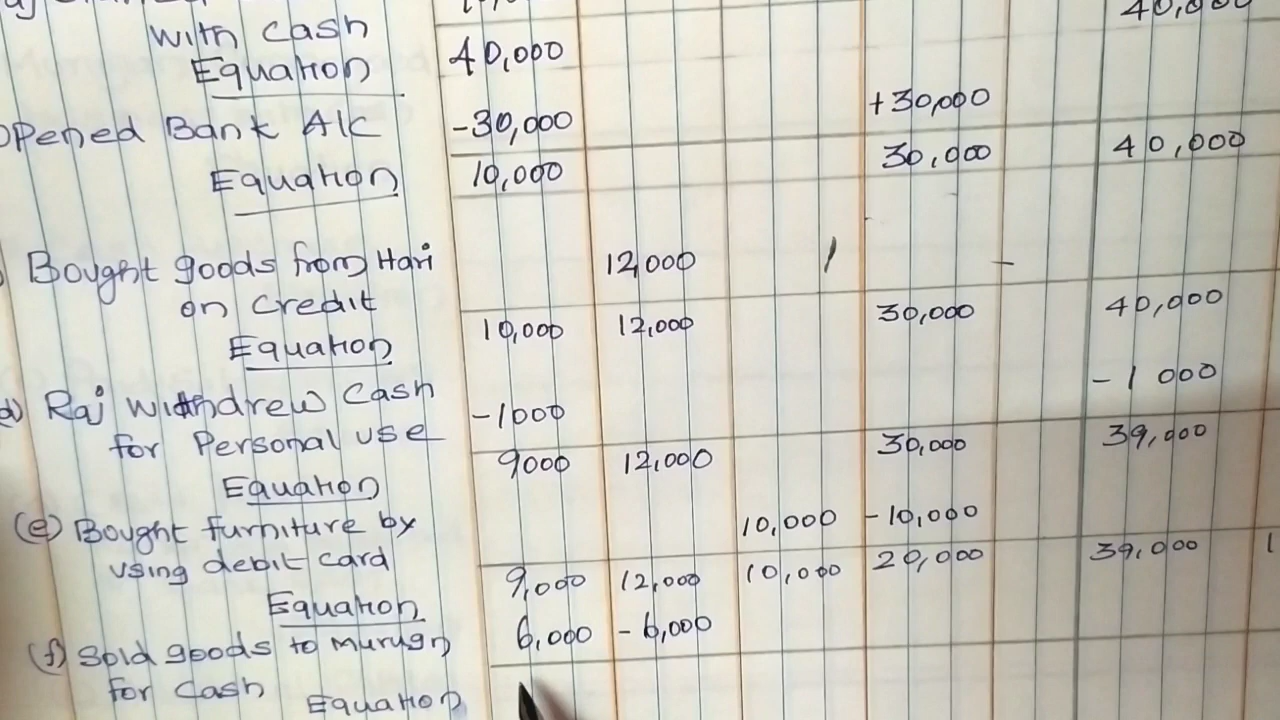 40,000
With Cash
Equation 40,000
Opened Bank A/c -30,000 +30,000
Equation 10,000 30,000 40,000
Bought goods from Hari 12,000
on credit
Equation 10,000 12,000 30,000 40,000
d) Raj withdrew cash -1000 -1 000
for Personal use
Equation 9000 12,000 30,000 39,000
(e) Bought furniture by 10,000 -10,000
using debit card
Equation 9,000 12,000 10,000 20,000 39,000 1
(f) Sold goods to Murugn 6,000 -6,000
for cash
Equation